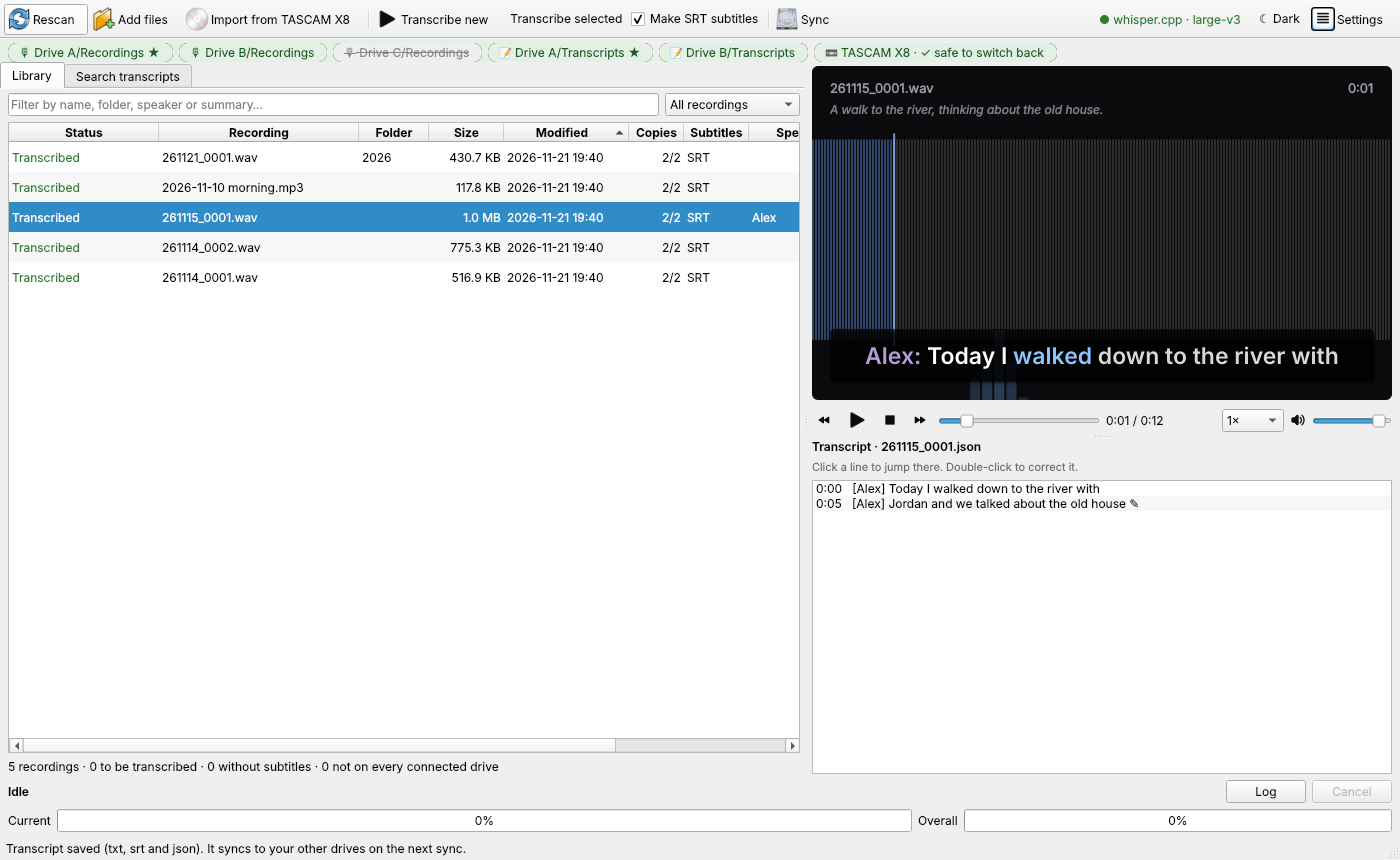 Rescan Add files Import from TASCAM X8 Transcribe new Transcribe selected Make SRT subtitles Sync whisper.cpp · large-v3 Dark Settings
Drive A/Recordings ★ Drive B/Recordings Drive C/Recordings Drive A/Transcripts ★ Drive B/Transcripts TASCAM X8 · ✓ safe to switch back
Library Search transcripts
Filter by name, folder, speaker or summary... All recordings
Status Recording Folder Size Modified Copies Subtitles Spe
Transcribed 261121_0001.wav 2026 430.7 KB 2026-11-21 19:40 2/2 SRT
Transcribed 2026-11-10 morning.mp3 117.8 KB 2026-11-21 19:40 2/2 SRT
Transcribed 261115_0001.wav 1.0 MB 2026-11-21 19:40 2/2 SRT Alex
Transcribed 261114_0002.wav 775.3 KB 2026-11-21 19:40 2/2 SRT
Transcribed 261114_0001.wav 516.9 KB 2026-11-21 19:40 2/2 SRT
5 recordings · 0 to be transcribed · 0 without subtitles · 0 not on every connected drive
261115_0001.wav 0:01
A walk to the river, thinking about the old house.
Alex: Today I walked down to the river with
0:01 / 0:12 1×
Transcript · 261115_0001.json
Click a line to jump there. Double-click to correct it.
0:00 [Alex] Today I walked down to the river with
0:05 [Alex] Jordan and we talked about the old house ✎
Idle Log Cancel
Current 0% Overall 0%
Transcript saved (txt, srt and json). It syncs to your other drives on the next sync.